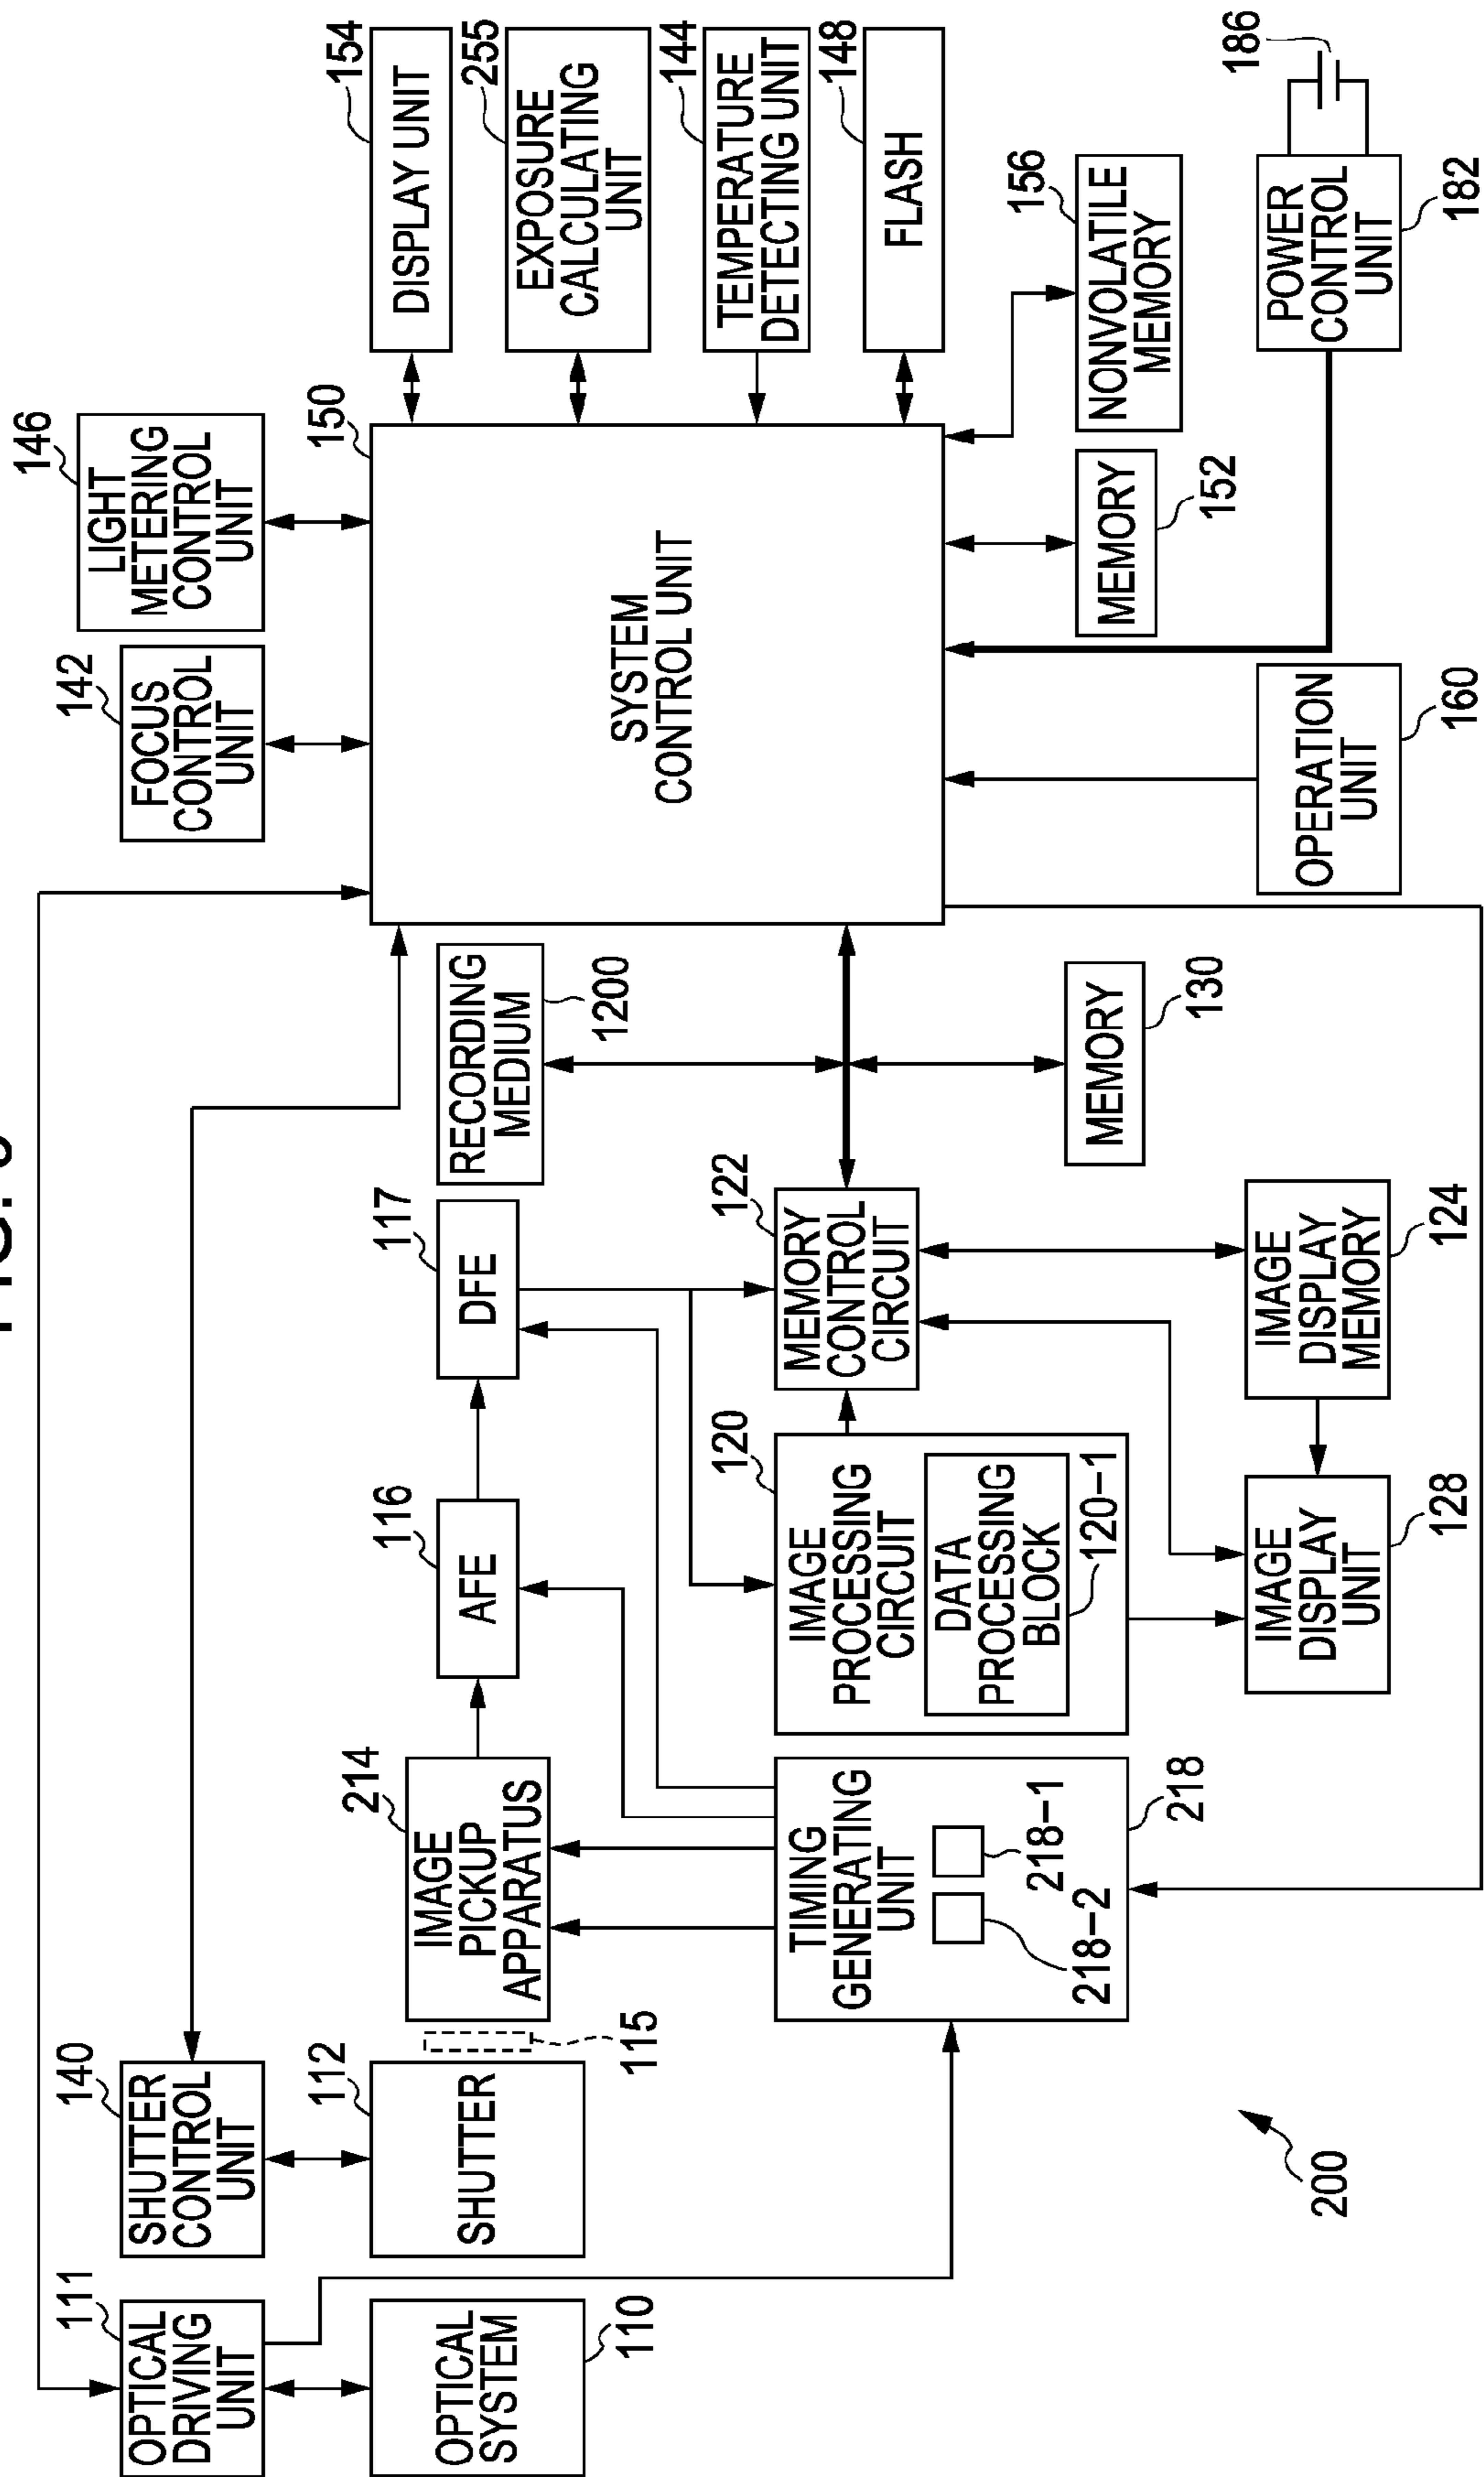 OPTICAL
DRIVING
UNIT
111
OPTICAL
SYSTEM
110
SHUTTER
CONTROL
UNIT
140
SHUTTER
112
115
IMAGE
PICKUP
APPARATUS
214
AFE
116
DFE
117
RECORDING
MEDIUM
1200
TIMING
GENERATING
UNIT
218-1
218-2
218
IMAGE
PROCESSING
CIRCUIT
120
DATA
PROCESSING
BLOCK
120-1
MEMORY
CONTROL
CIRCUIT
122
MEMORY
130
IMAGE
DISPLAY
UNIT
128
IMAGE
DISPLAY
MEMORY
124
FOCUS
CONTROL
UNIT
142
LIGHT
METERING
CONTROL
UNIT
146
SYSTEM
CONTROL UNIT
150
DISPLAY UNIT
154
EXPOSURE
CALCULATING
UNIT
255
TEMPERATURE
DETECTING UNIT
144
FLASH
148
OPERATION
UNIT
160
MEMORY
152
NONVOLATILE
MEMORY
156
POWER
CONTROL
UNIT
182
186
200